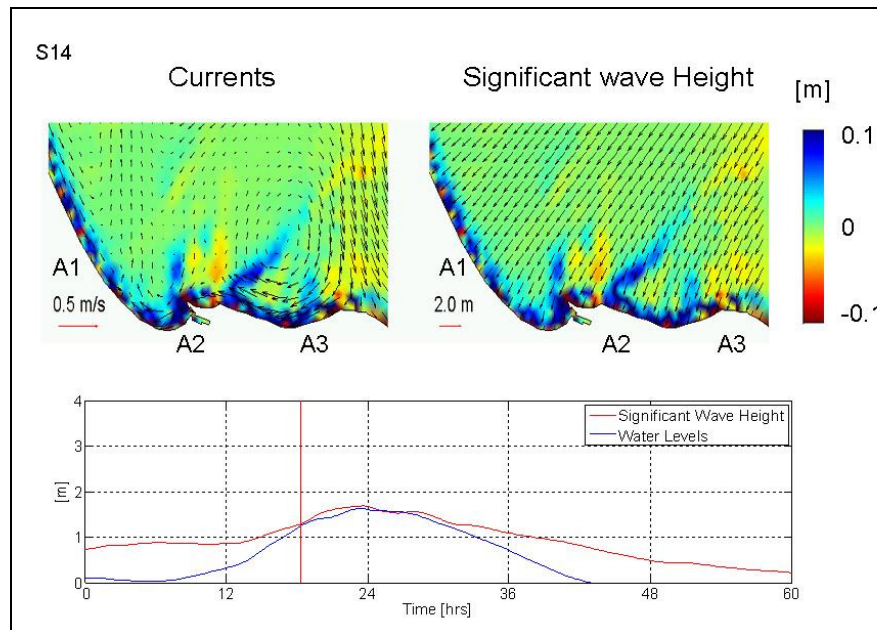 S14
Currents
Significant wave Height
[m]
0.1
0
-0.1
A1
0.5 m/s
A2
A3
A1
2.0 m
A2
A3
4
3
2
1
0
[m]
Significant Wave Height
Water Levels
0
12
24
36
48
60
Time [hrs]